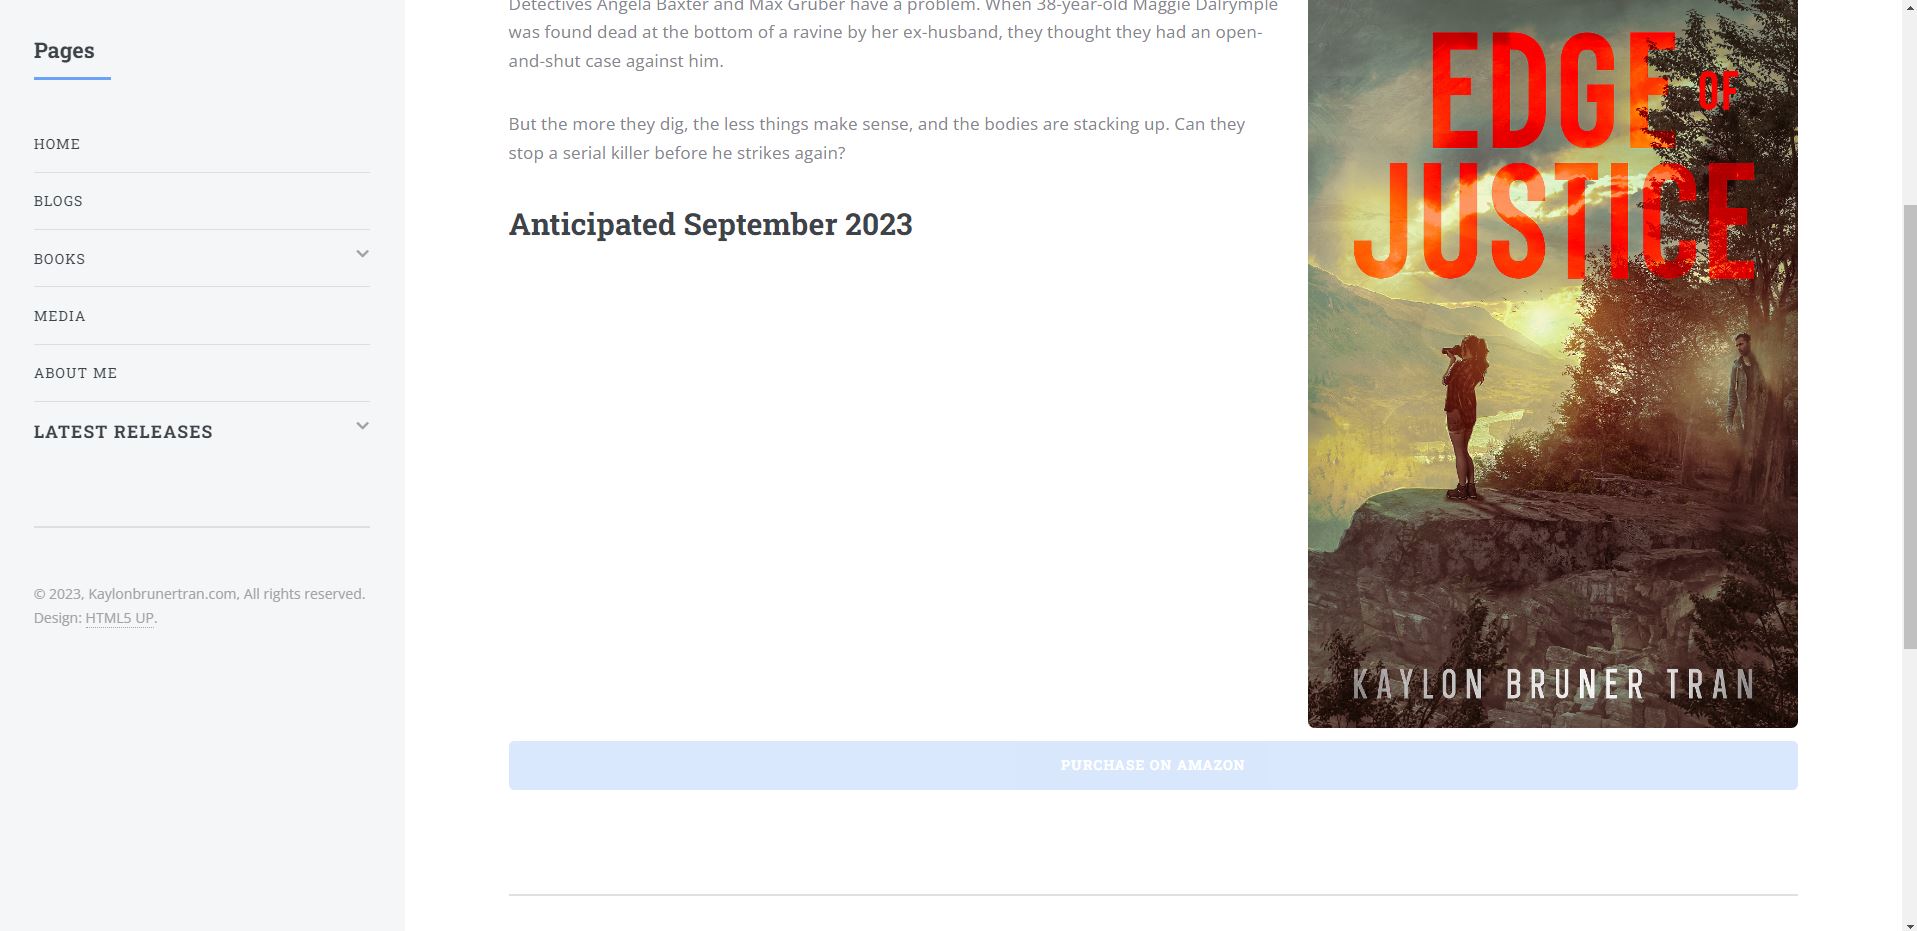 Pages
HOME
BLOGS
BOOKS
MEDIA
ABOUT ME
LATEST RELEASES
© 2023, Kaylonbrunertran.com, All rights reserved.
Design: HTML5 UP.
Detectives Angela Baxter and Max Gruber have a problem. When 38-year-old Maggie Dalrymple
was found dead at the bottom of a ravine by her ex-husband, they thought they had an open-
and-shut case against him.
But the more they dig, the less things make sense, and the bodies are stacking up. Can they
stop a serial killer before he strikes again?
Anticipated September 2023
EDGE OF
JUSTICE
KAYLON BRUNER TRAN
PURCHASE ON AMAZON